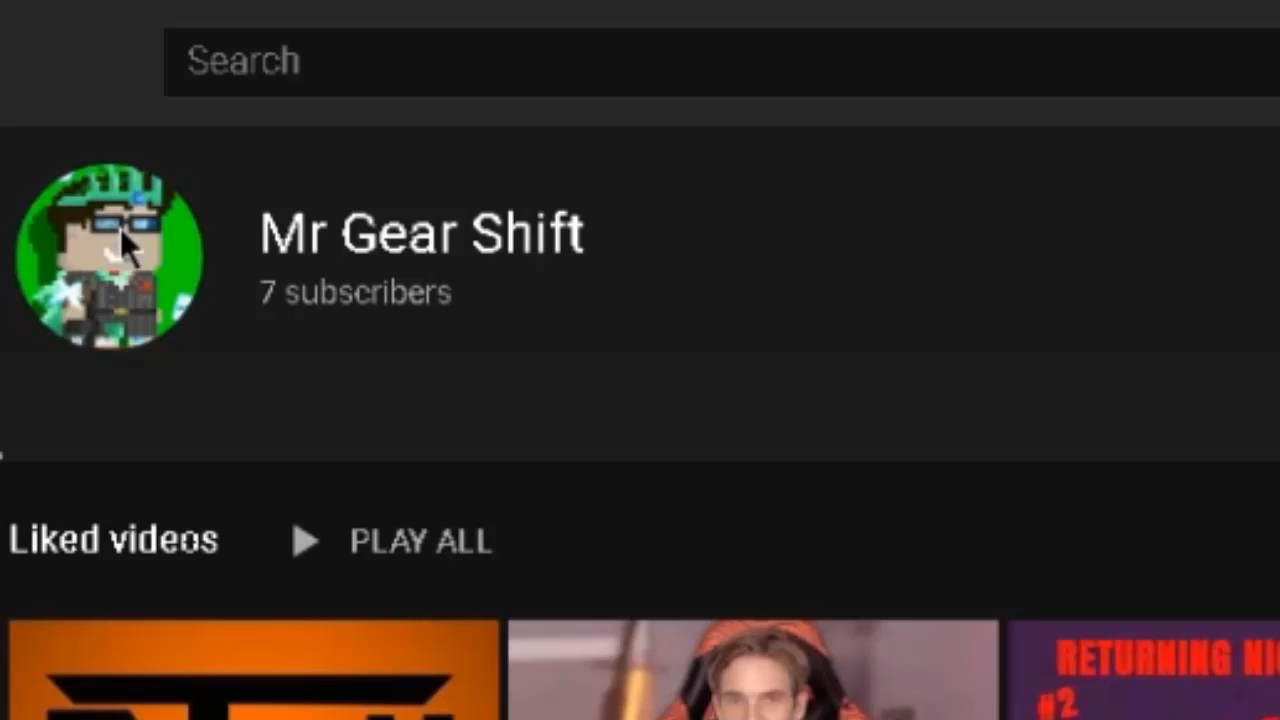 Search
Mr Gear Shift
7 subscribers
Liked videos
PLAY ALL
RETURNING
#2